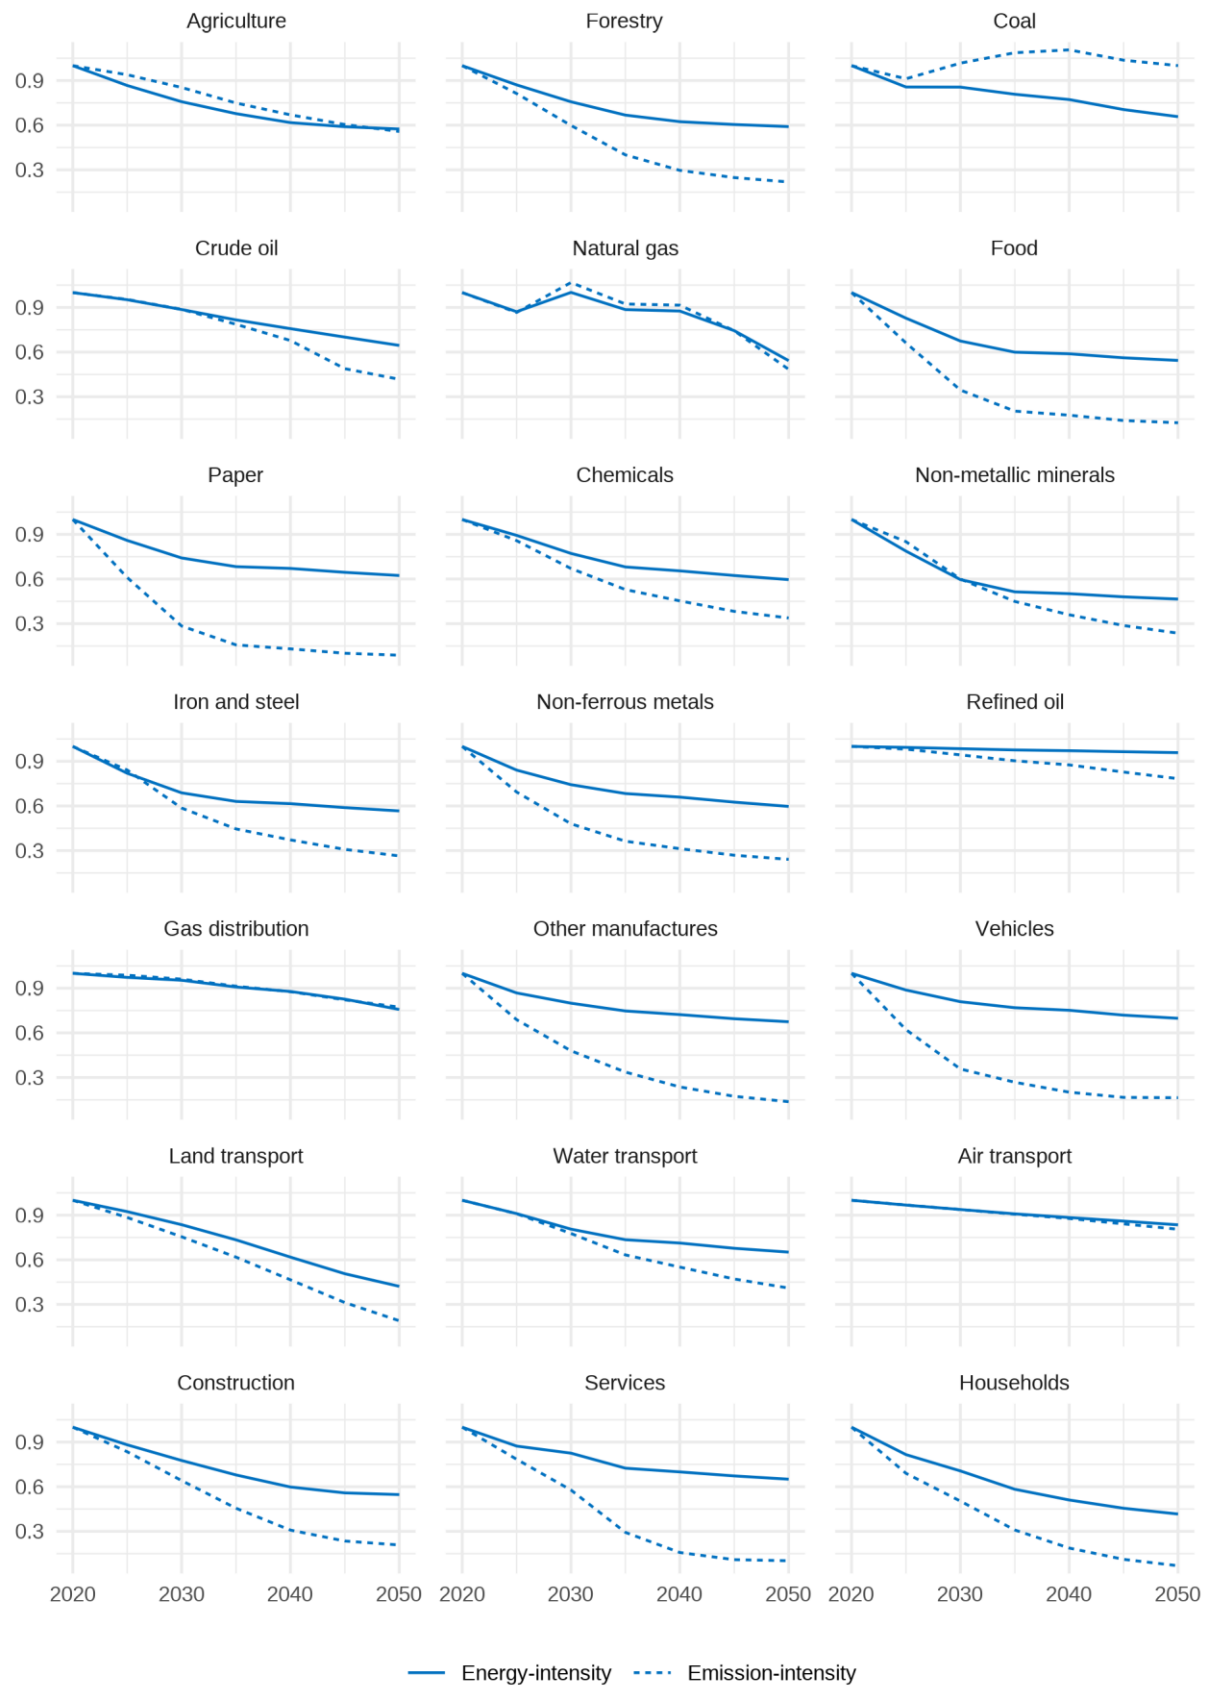 Agriculture Forestry Coal
0.9
0.6
0.3
Crude oil Natural gas Food
0.9
0.6
0.3
Paper Chemicals Non-metallic minerals
0.9
0.6
0.3
Iron and steel Non-ferrous metals Refined oil
0.9
0.6
0.3
Gas distribution Other manufactures Vehicles
0.9
0.6
0.3
Land transport Water transport Air transport
0.9
0.6
0.3
Construction Services Households
0.9
0.6
0.3
2020 2030 2040 2050 2020 2030 2040 2050 2020 2030 2040 2050
Energy-intensity Emission-intensity